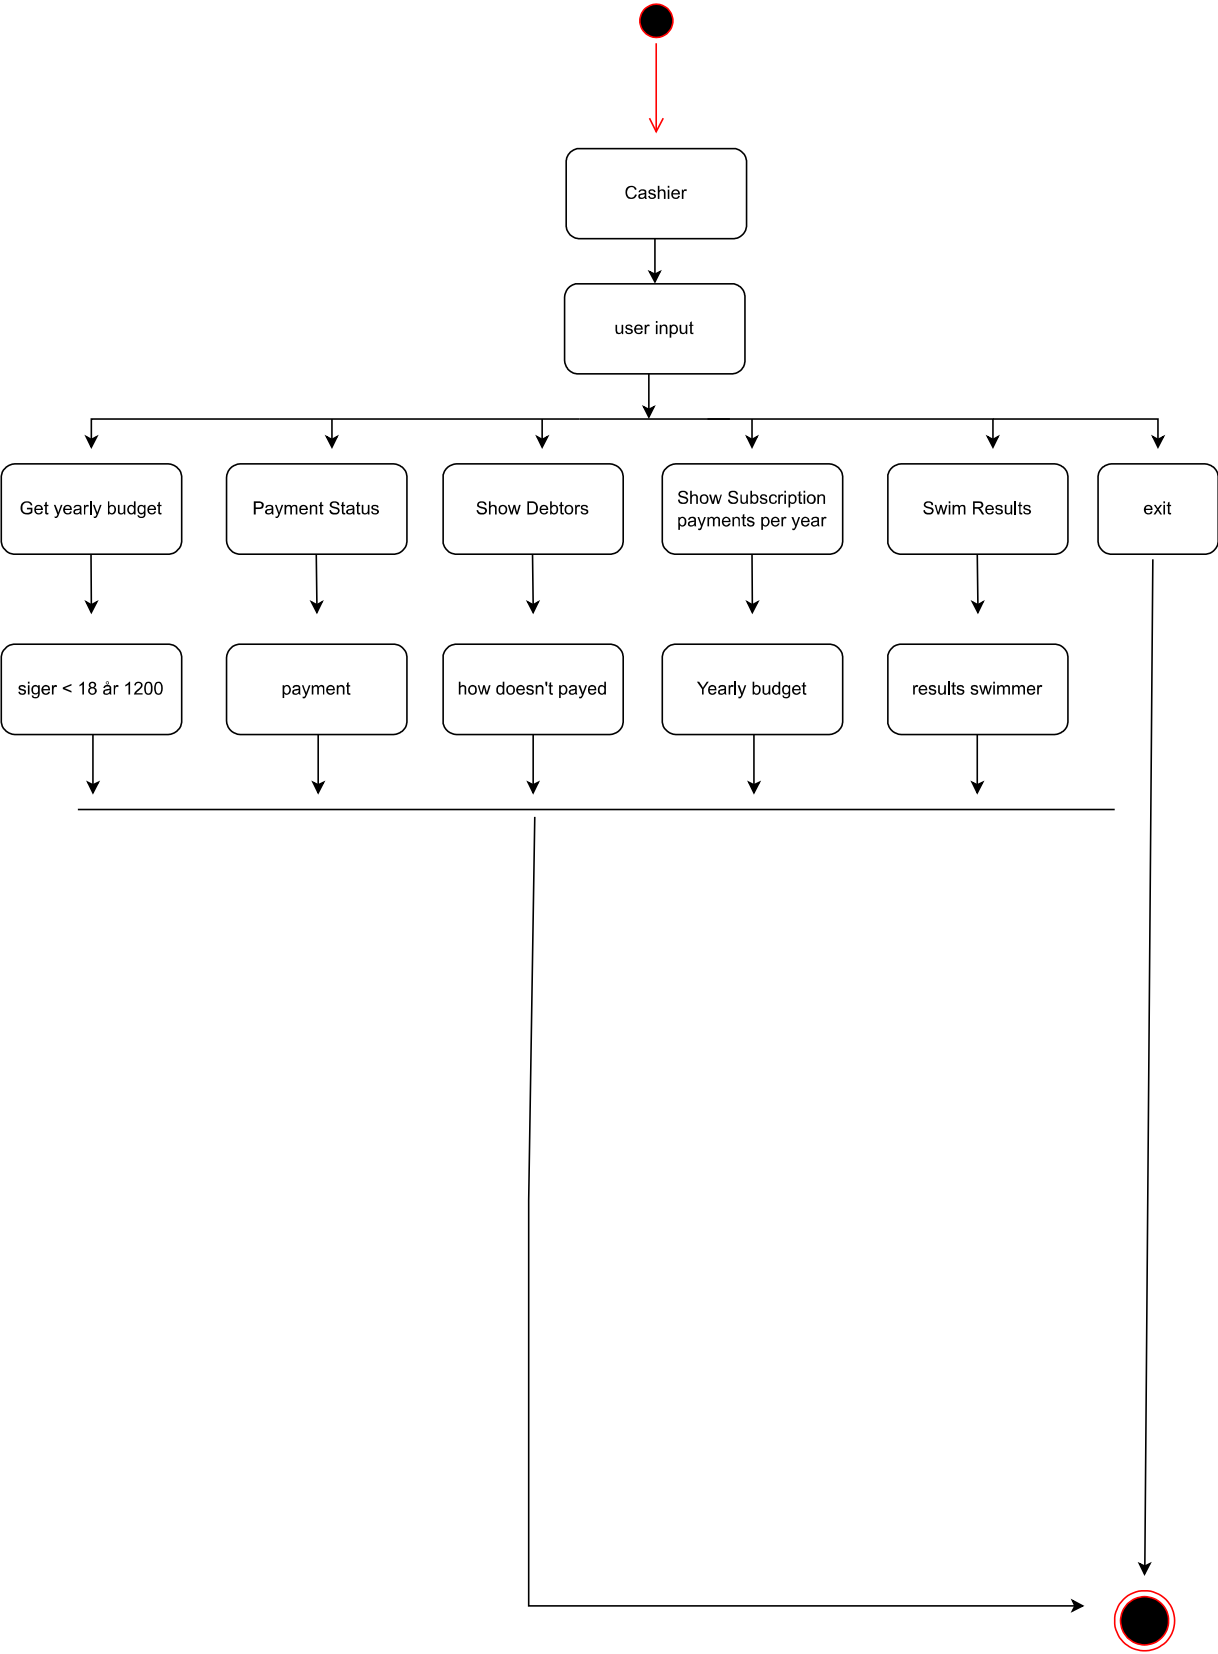 Cashier
user input
Get yearly budget
Payment Status
Show Debtors
Show Subscription
payments per year
Swim Results
exit
siger < 18 år 1200
payment
how doesn't payed
Yearly budget
results swimmer